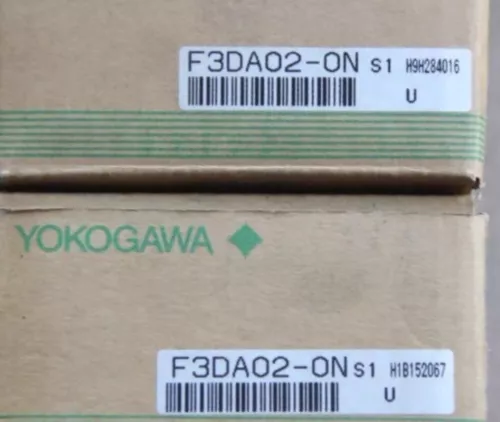 F3DA02-0N S1 H9H284016
U
YOKOGAWA
F3DA02-0N S1 H1B152067
U